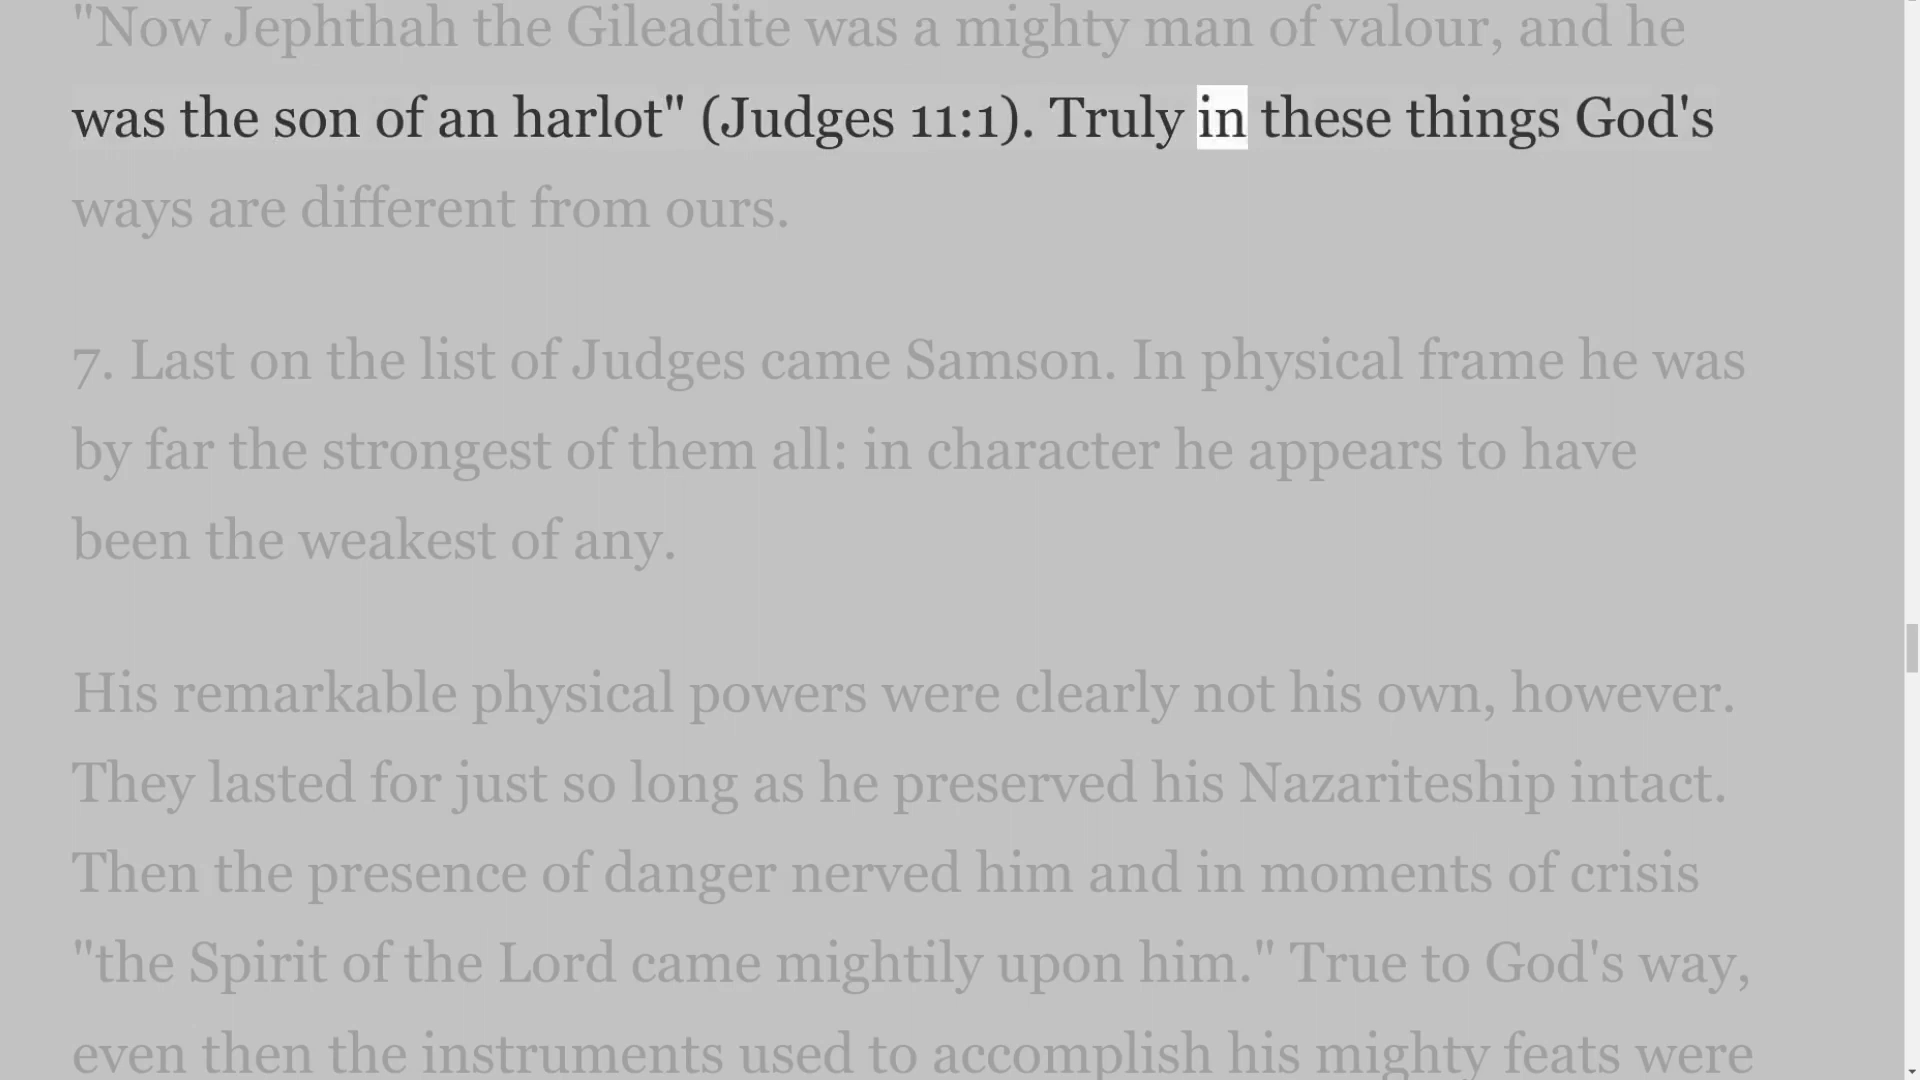 "Now Jephthah the Gileadite was a mighty man of valour, and he
was the son of an harlot" (Judges 11:1). Truly in these things God's
ways are different from ours.
7. Last on the list of Judges came Samson. In physical frame he was
by far the strongest of them all: in character he appears to have
been the weakest of any.
His remarkable physical powers were clearly not his own, however.
They lasted for just so long as he preserved his Nazariteship intact.
Then the presence of danger nerved him and in moments of crisis
"the Spirit of the Lord came mightily upon him." True to God's way,
even then the instruments used to accomplish his mighty feats were